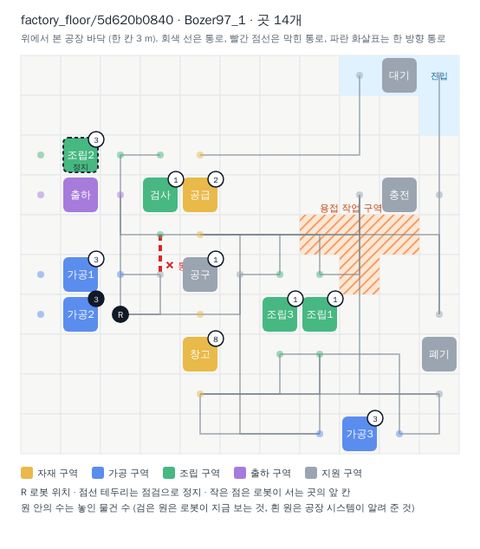 factory_floor/5d620b0840 · Bozer97_1 · 곳 14개
위에서 본 공장 바닥 (한 칸 3 m). 회색 선은 통로, 빨간 점선은 막힌 통로, 파란 화살표는 한 방향 통로
대기
전압
3
조립2
정지
출하
1
검사
2
공급
충전
용접 작업 구역
3
가공1
✕
1
공구
3
가공2
R
1
조립3
1
조립1
8
창고
폐기
3
가공3
자재 구역 가공 구역 조립 구역 출하 구역 지원 구역
R 로봇 위치 · 점선 테두리는 점검으로 정지 · 작은 점은 로봇이 서는 곳의 앞 칸
원 안의 수는 놓인 물건 수 (검은 원은 로봇이 지금 보는 것, 흰 원은 공장 시스템이 알려 준 것)